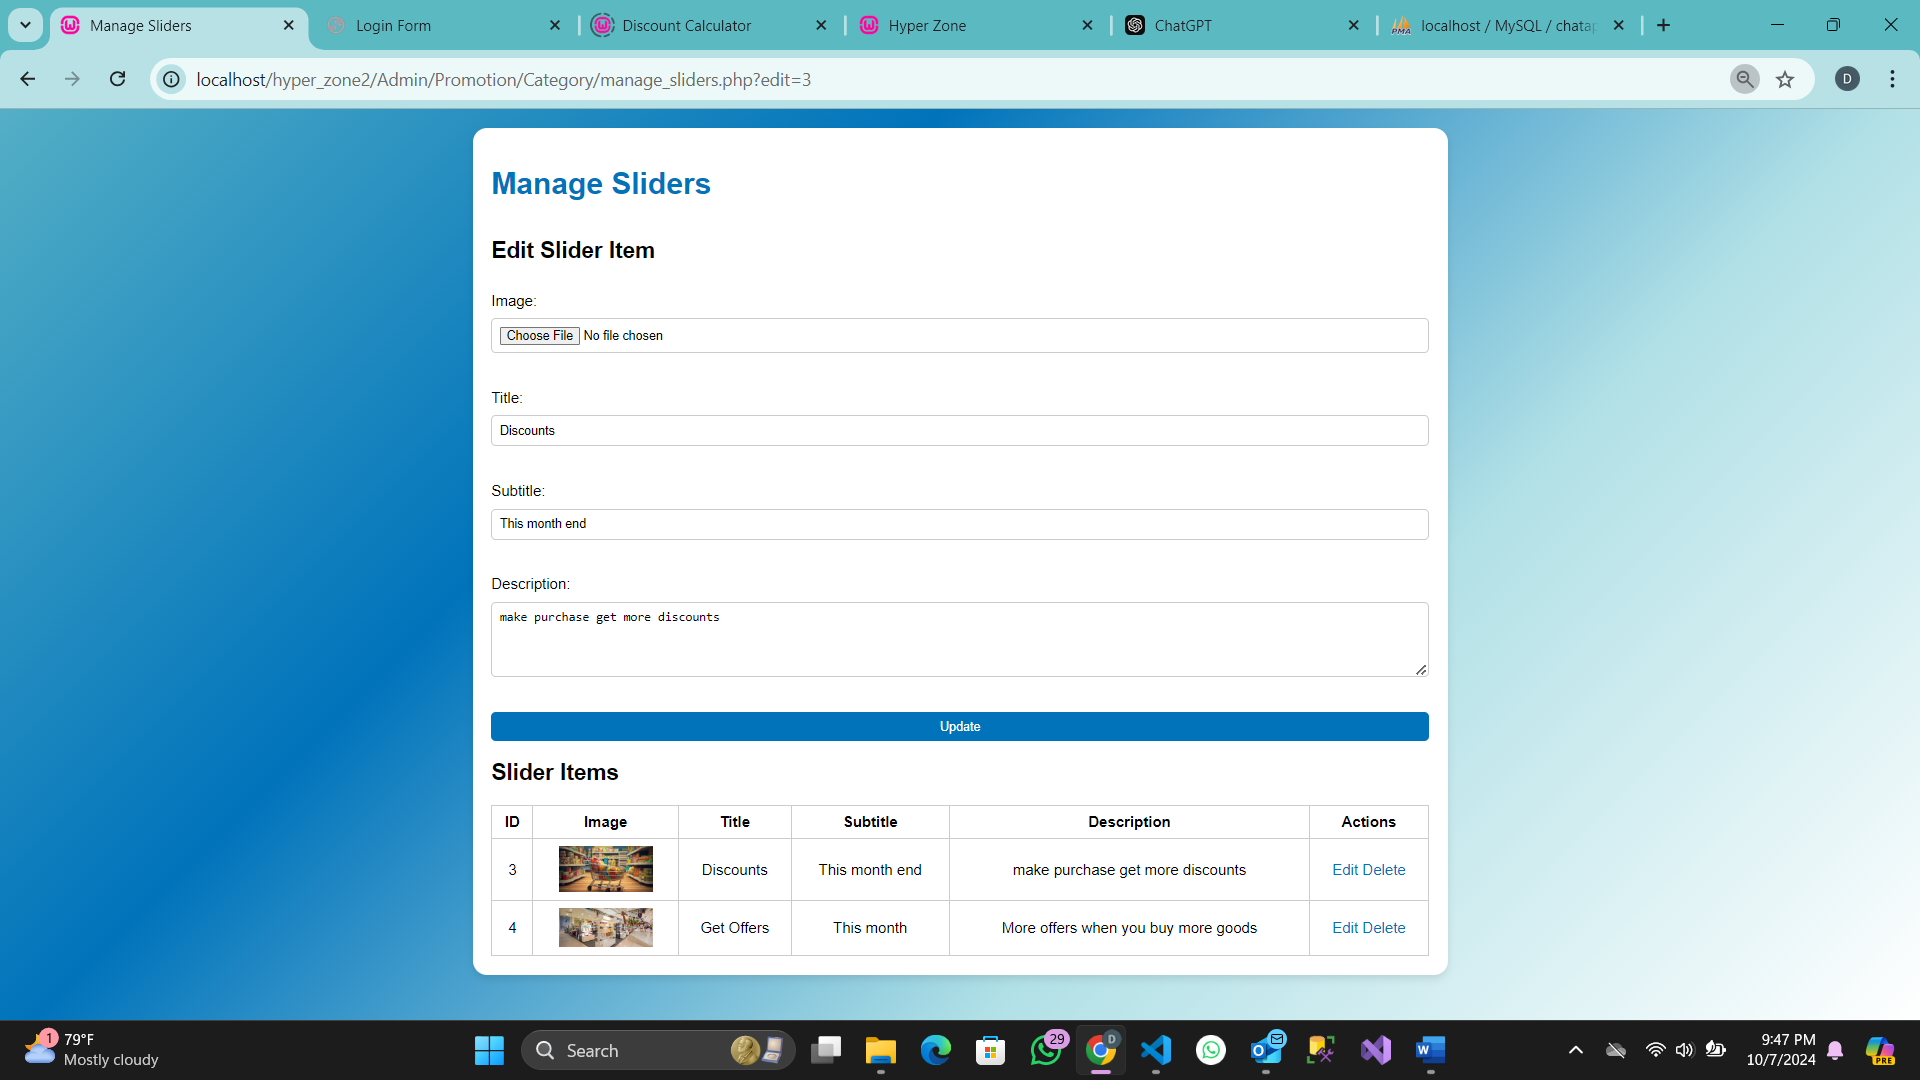 Manage Sliders
Login Form
Discount Calculator
Hyper Zone
ChatGPT
localhost / MySQL / chata
localhost/hyper_zone2/Admin/Promotion/Category/manage_sliders.php?edit=3
D
Manage Sliders
Edit Slider Item
Image:
Choose File No file chosen
Title:
Discounts
Subtitle:
This month end
Description:
make purchase get more discounts
Update
Slider Items
ID Image Title Subtitle Description Actions
3 Discounts This month end make purchase get more discounts Edit Delete
4 Get Offers This month More offers when you buy more goods Edit Delete
1
79°F
Mostly cloudy
Search
29
D
9:47 PM
10/7/2024
PRE